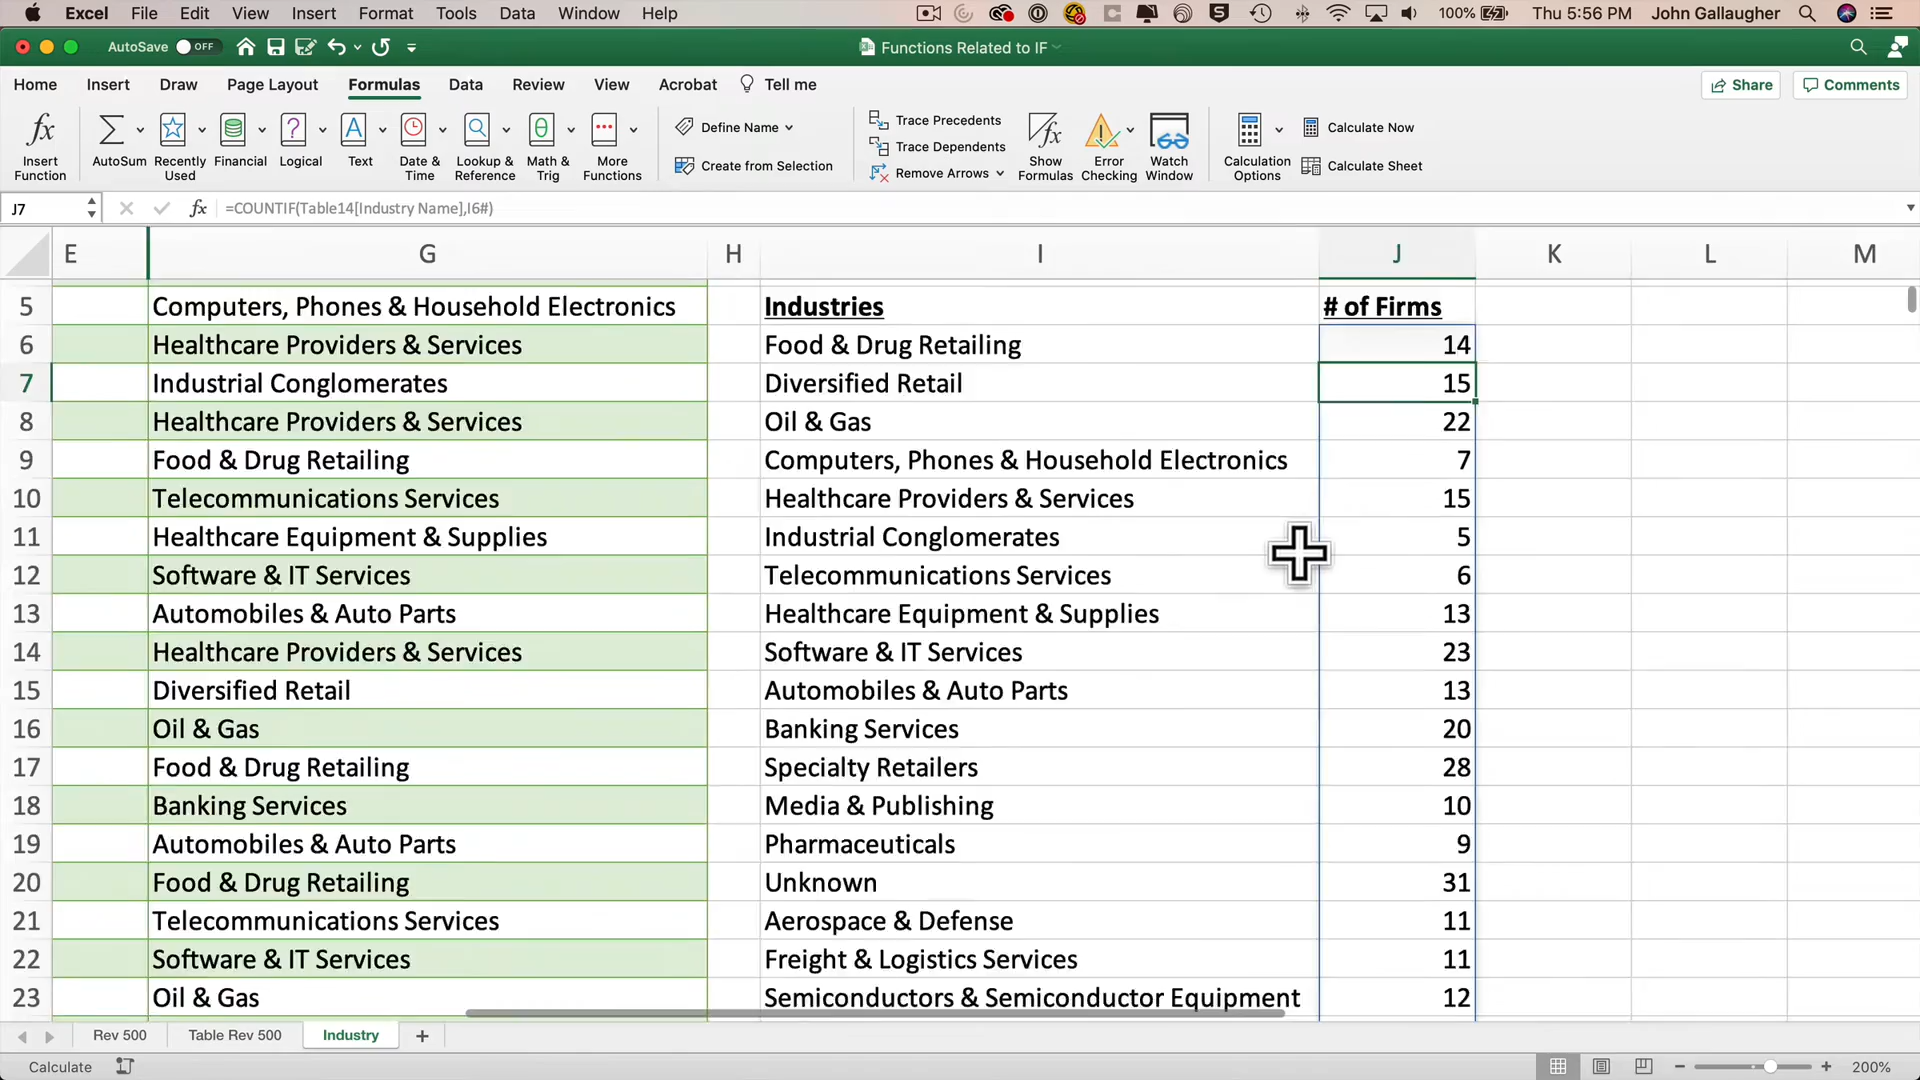 Excel File Edit View Insert Format Tools Data Window Help 100% Thu 5:56 PM John Gallaugher
AutoSave OFF Functions Related to IF
Home Insert Draw Page Layout Formulas Data Review View Acrobat Tell me Share Comments
Insert Function
AutoSum
Recently Used
Financial
Logical
Text
Date & Time
Lookup & Reference
Math & Trig
More Functions
Define Name
Create from Selection
Trace Precedents
Trace Dependents
Remove Arrows
Show Formulas
Error Checking
Watch Window
Calculation Options
Calculate Now
Calculate Sheet
J7 fx =COUNTIF(Table14[Industry Name],I6#)
E G H I J K L M
5 Computers, Phones & Household Electronics Industries # of Firms
6 Healthcare Providers & Services Food & Drug Retailing 14
7 Industrial Conglomerates Diversified Retail 15
8 Healthcare Providers & Services Oil & Gas 22
9 Food & Drug Retailing Computers, Phones & Household Electronics 7
10 Telecommunications Services Healthcare Providers & Services 15
11 Healthcare Equipment & Supplies Industrial Conglomerates 5
12 Software & IT Services Telecommunications Services 6
13 Automobiles & Auto Parts Healthcare Equipment & Supplies 13
14 Healthcare Providers & Services Software & IT Services 23
15 Diversified Retail Automobiles & Auto Parts 13
16 Oil & Gas Banking Services 20
17 Food & Drug Retailing Specialty Retailers 28
18 Banking Services Media & Publishing 10
19 Automobiles & Auto Parts Pharmaceuticals 9
20 Food & Drug Retailing Unknown 31
21 Telecommunications Services Aerospace & Defense 11
22 Software & IT Services Freight & Logistics Services 11
23 Oil & Gas Semiconductors & Semiconductor Equipment 12
Rev 500 Table Rev 500 Industry +
Calculate 200%